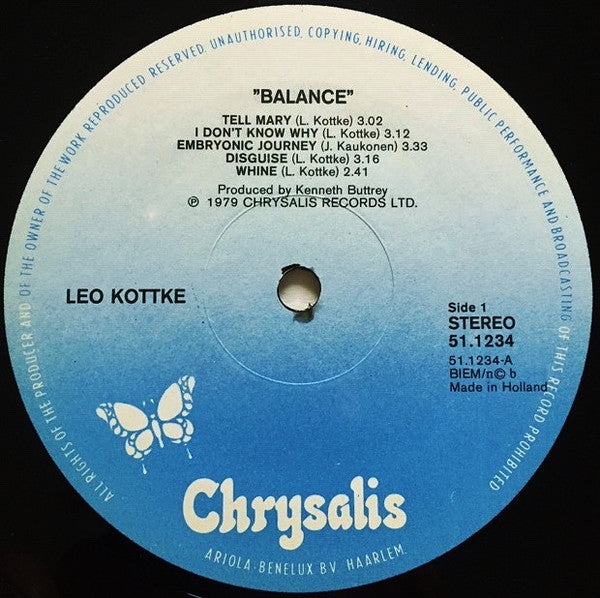 ALL RIGHTS OF THE PRODUCER AND OF THE OWNER OF THE WORK REPRODUCED RESERVED. UNAUTHORISED, COPYING, HIRING, LENDING, PUBLIC PERFORMANCE AND BROADCASTING OF THIS RECORD PROHIBITED
"BALANCE"
TELL MARY (L. Kottke) 3.02
I DON'T KNOW WHY (L. Kottke) 3.12
EMBRYONIC JOURNEY (J. Kaukonen) 3.33
DISGUISE (L. Kottke) 3.16
WHINE (L. Kottke) 2.41
Produced by Kenneth Buttrey
℗ 1979 CHRYSALIS RECORDS LTD.
LEO KOTTKE
Side 1
STEREO
51.1234
51.1234-A
BIEM/n© b
Made in Holland
Chrysalis
ARIOLA-BENELUX B.V. HAARLEM.